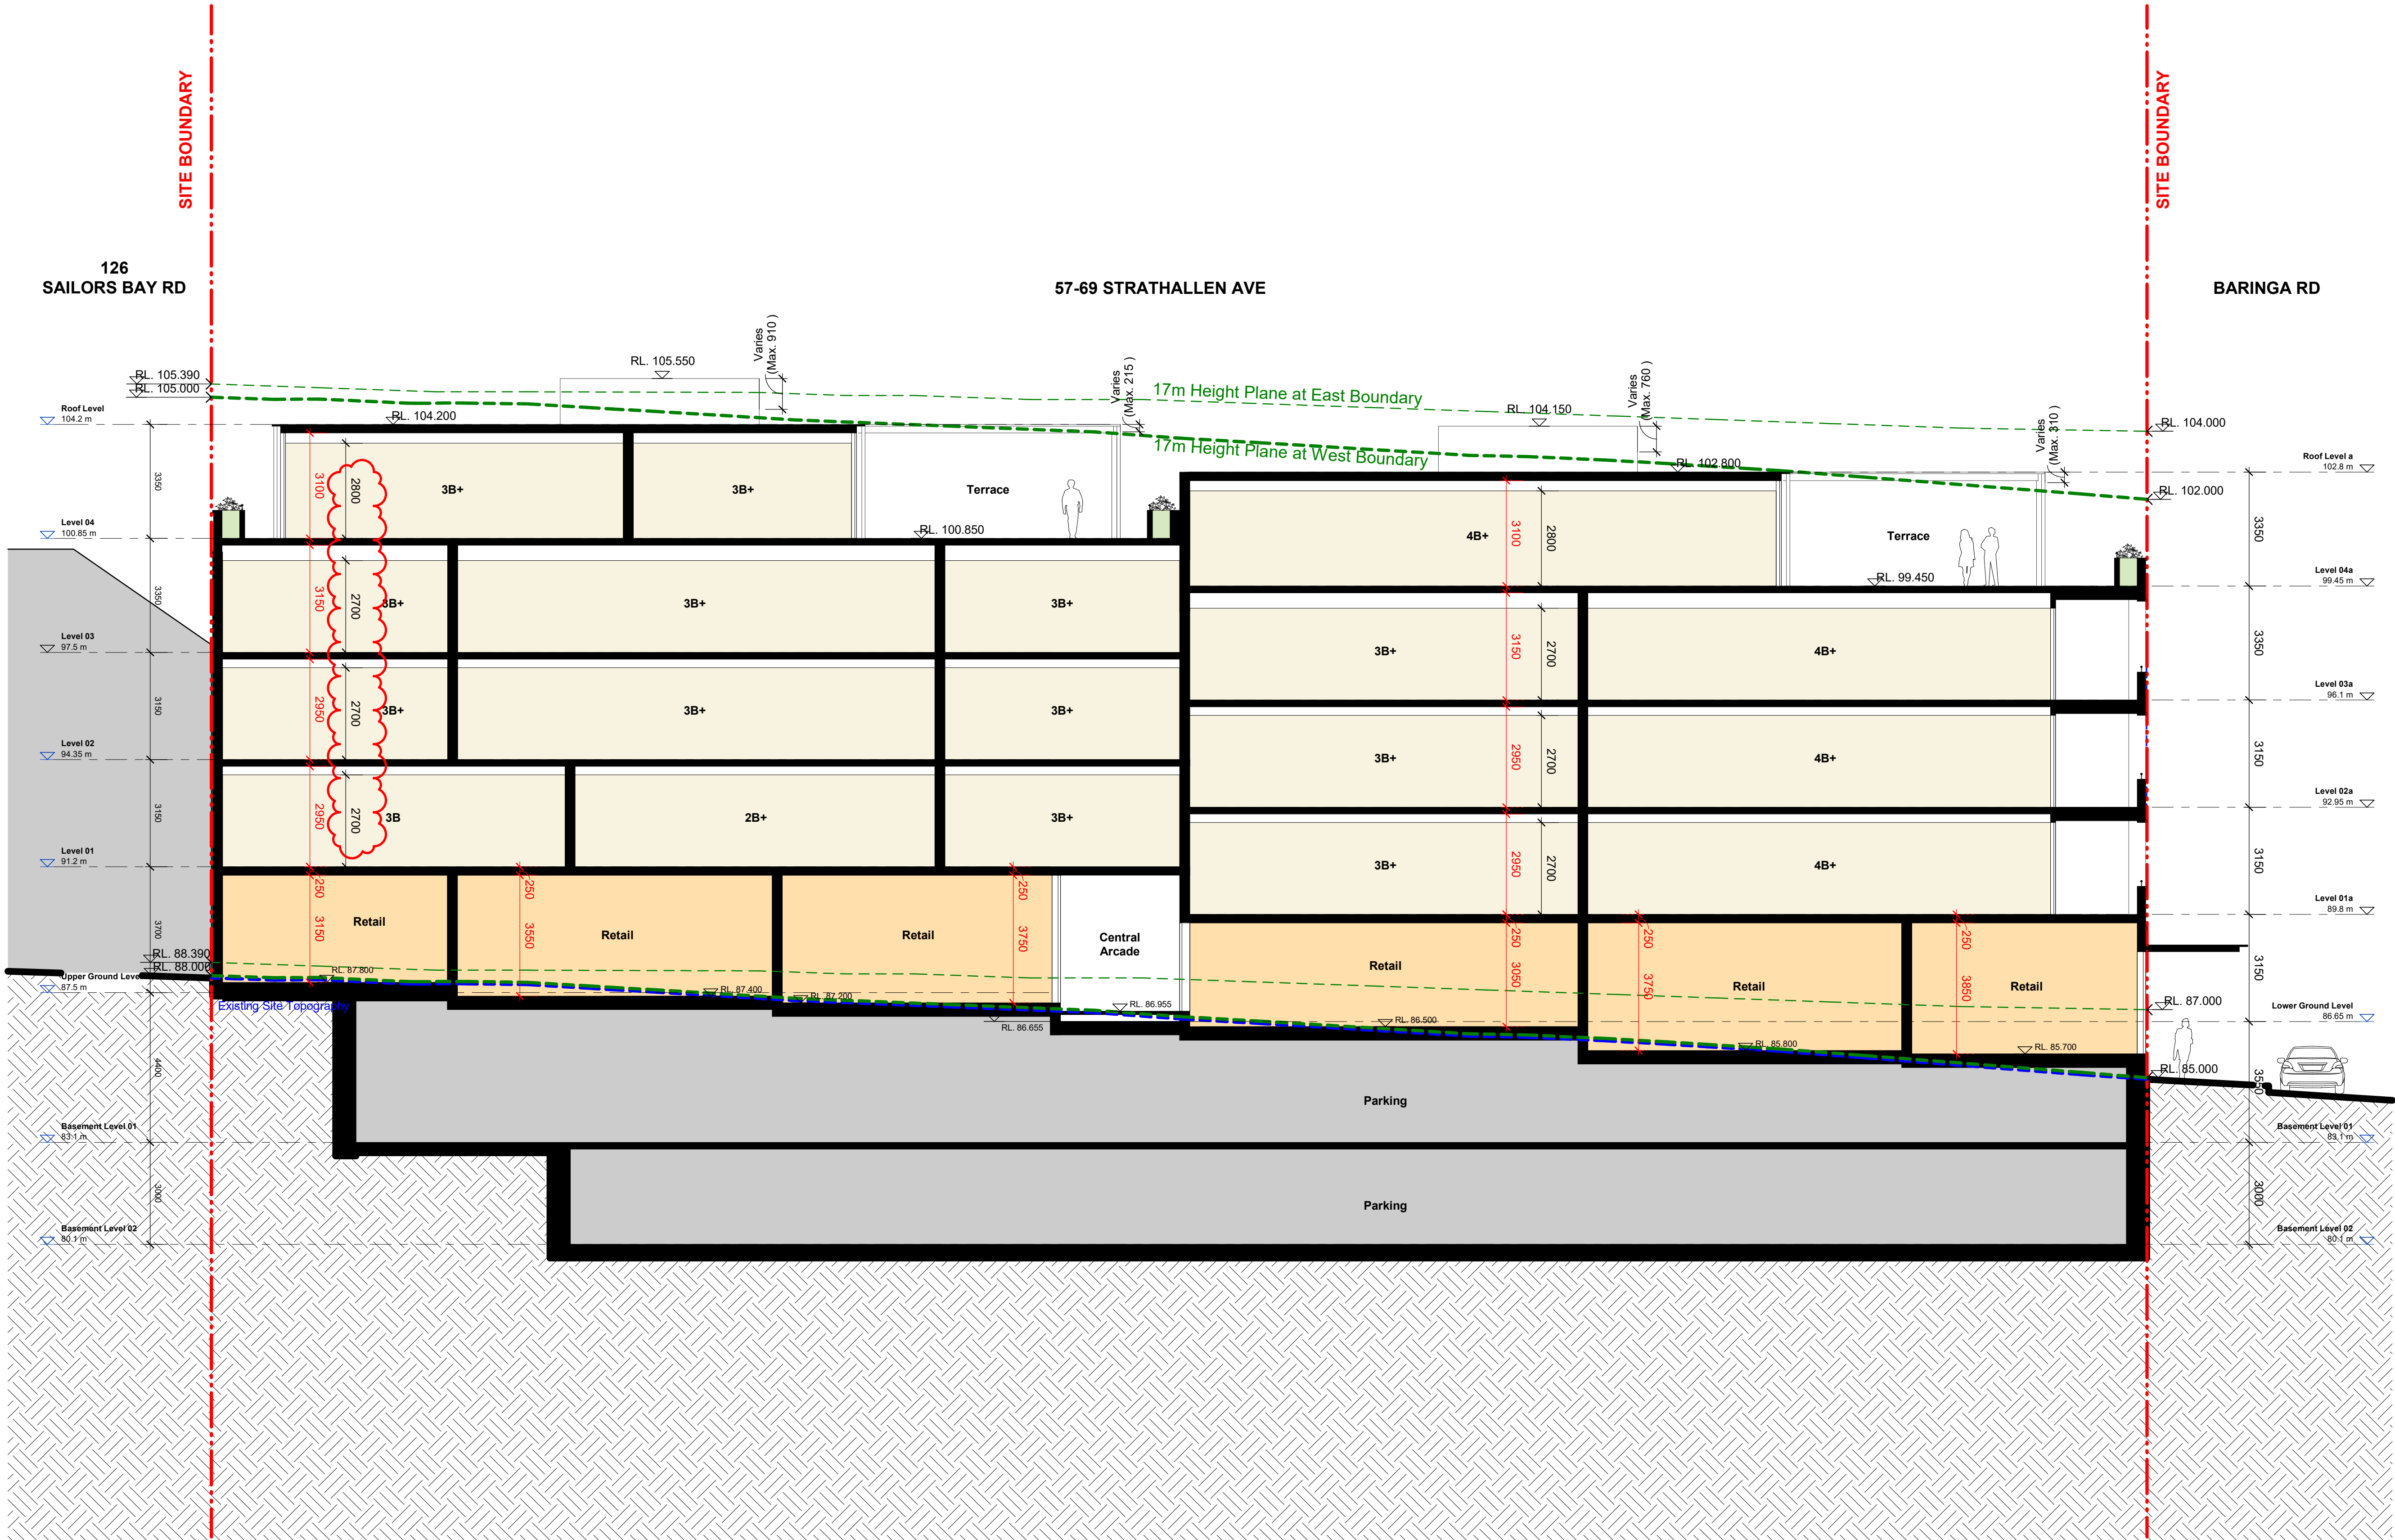 SITE BOUNDARY
SITE BOUNDARY
126
SAILORS BAY RD
57-69 STRATHALLEN AVE
BARINGA RD
RL. 105.390
RL. 105.000
RL. 105.550
Varies
(Max. 910 )
Varies
(Max. 215 )
17m Height Plane at East Boundary
Varies
(Max. 760 )
RL. 104.150
Varies
(Max. 310 )
RL. 104.000
Roof Level
104.2 m
RL. 104.200
17m Height Plane at West Boundary
RL. 102.800
Roof Level a
102.8 m
RL. 102.000
3350
3100
2800
3B+
3B+
Terrace
RL. 100.850
4B+
3100
2800
Terrace
RL. 99.450
3350
Level 04
100.85 m
Level 04a
99.45 m
3350
3150
2700
3B+
3B+
3B+
3B+
3150
2700
4B+
3350
Level 03
97.5 m
Level 03a
96.1 m
3150
2950
2700
3B+
3B+
3B+
3B+
2950
2700
4B+
3150
Level 02
94.35 m
Level 02a
92.95 m
3150
2950
2700
3B
2B+
3B+
3B+
2950
2700
4B+
3150
Level 01
91.2 m
Level 01a
89.8 m
3700
250
3150
Retail
250
3550
Retail
Retail
250
3750
Central
Arcade
Retail
250
3050
250
3750
Retail
250
3850
Retail
3150
RL. 88.390
RL. 88.000
Upper Ground Level
87.5 m
RL. 87.800
Existing Site Topography
RL. 87.400
RL. 87.200
RL. 86.655
RL. 86.955
RL. 86.500
RL. 85.800
RL. 85.700
RL. 87.000
Lower Ground Level
86.65 m
RL. 85.000
4400
Parking
3550
Basement Level 01
83.1 m
Basement Level 01
83.1 m
3000
Parking
3000
Basement Level 02
80.1 m
Basement Level 02
80.1 m